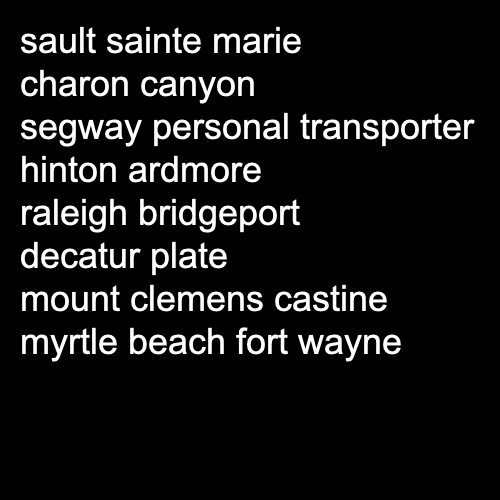 sault sainte marie
charon canyon
segway personal transporter
hinton ardmore
raleigh bridgeport
decatur plate
mount clemens castine
myrtle beach fort wayne